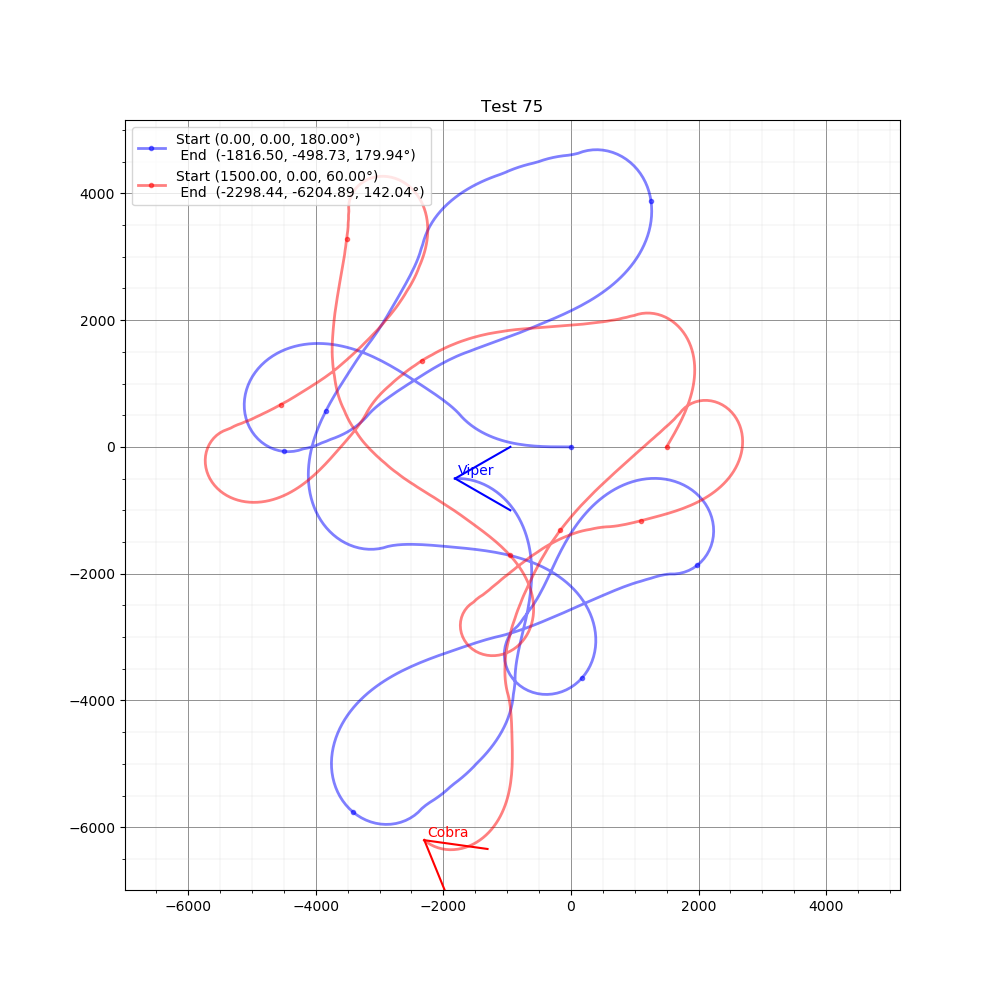 Test 75
Start (0.00, 0.00, 180.00°)
End  (-1816.50, -498.73, 179.94°)
Start (1500.00, 0.00, 60.00°)
End  (-2298.44, -6204.89, 142.04°)
4000
2000
0
−2000
−4000
−6000
Viper
Cobra
−6000 −4000 −2000 0 2000 4000